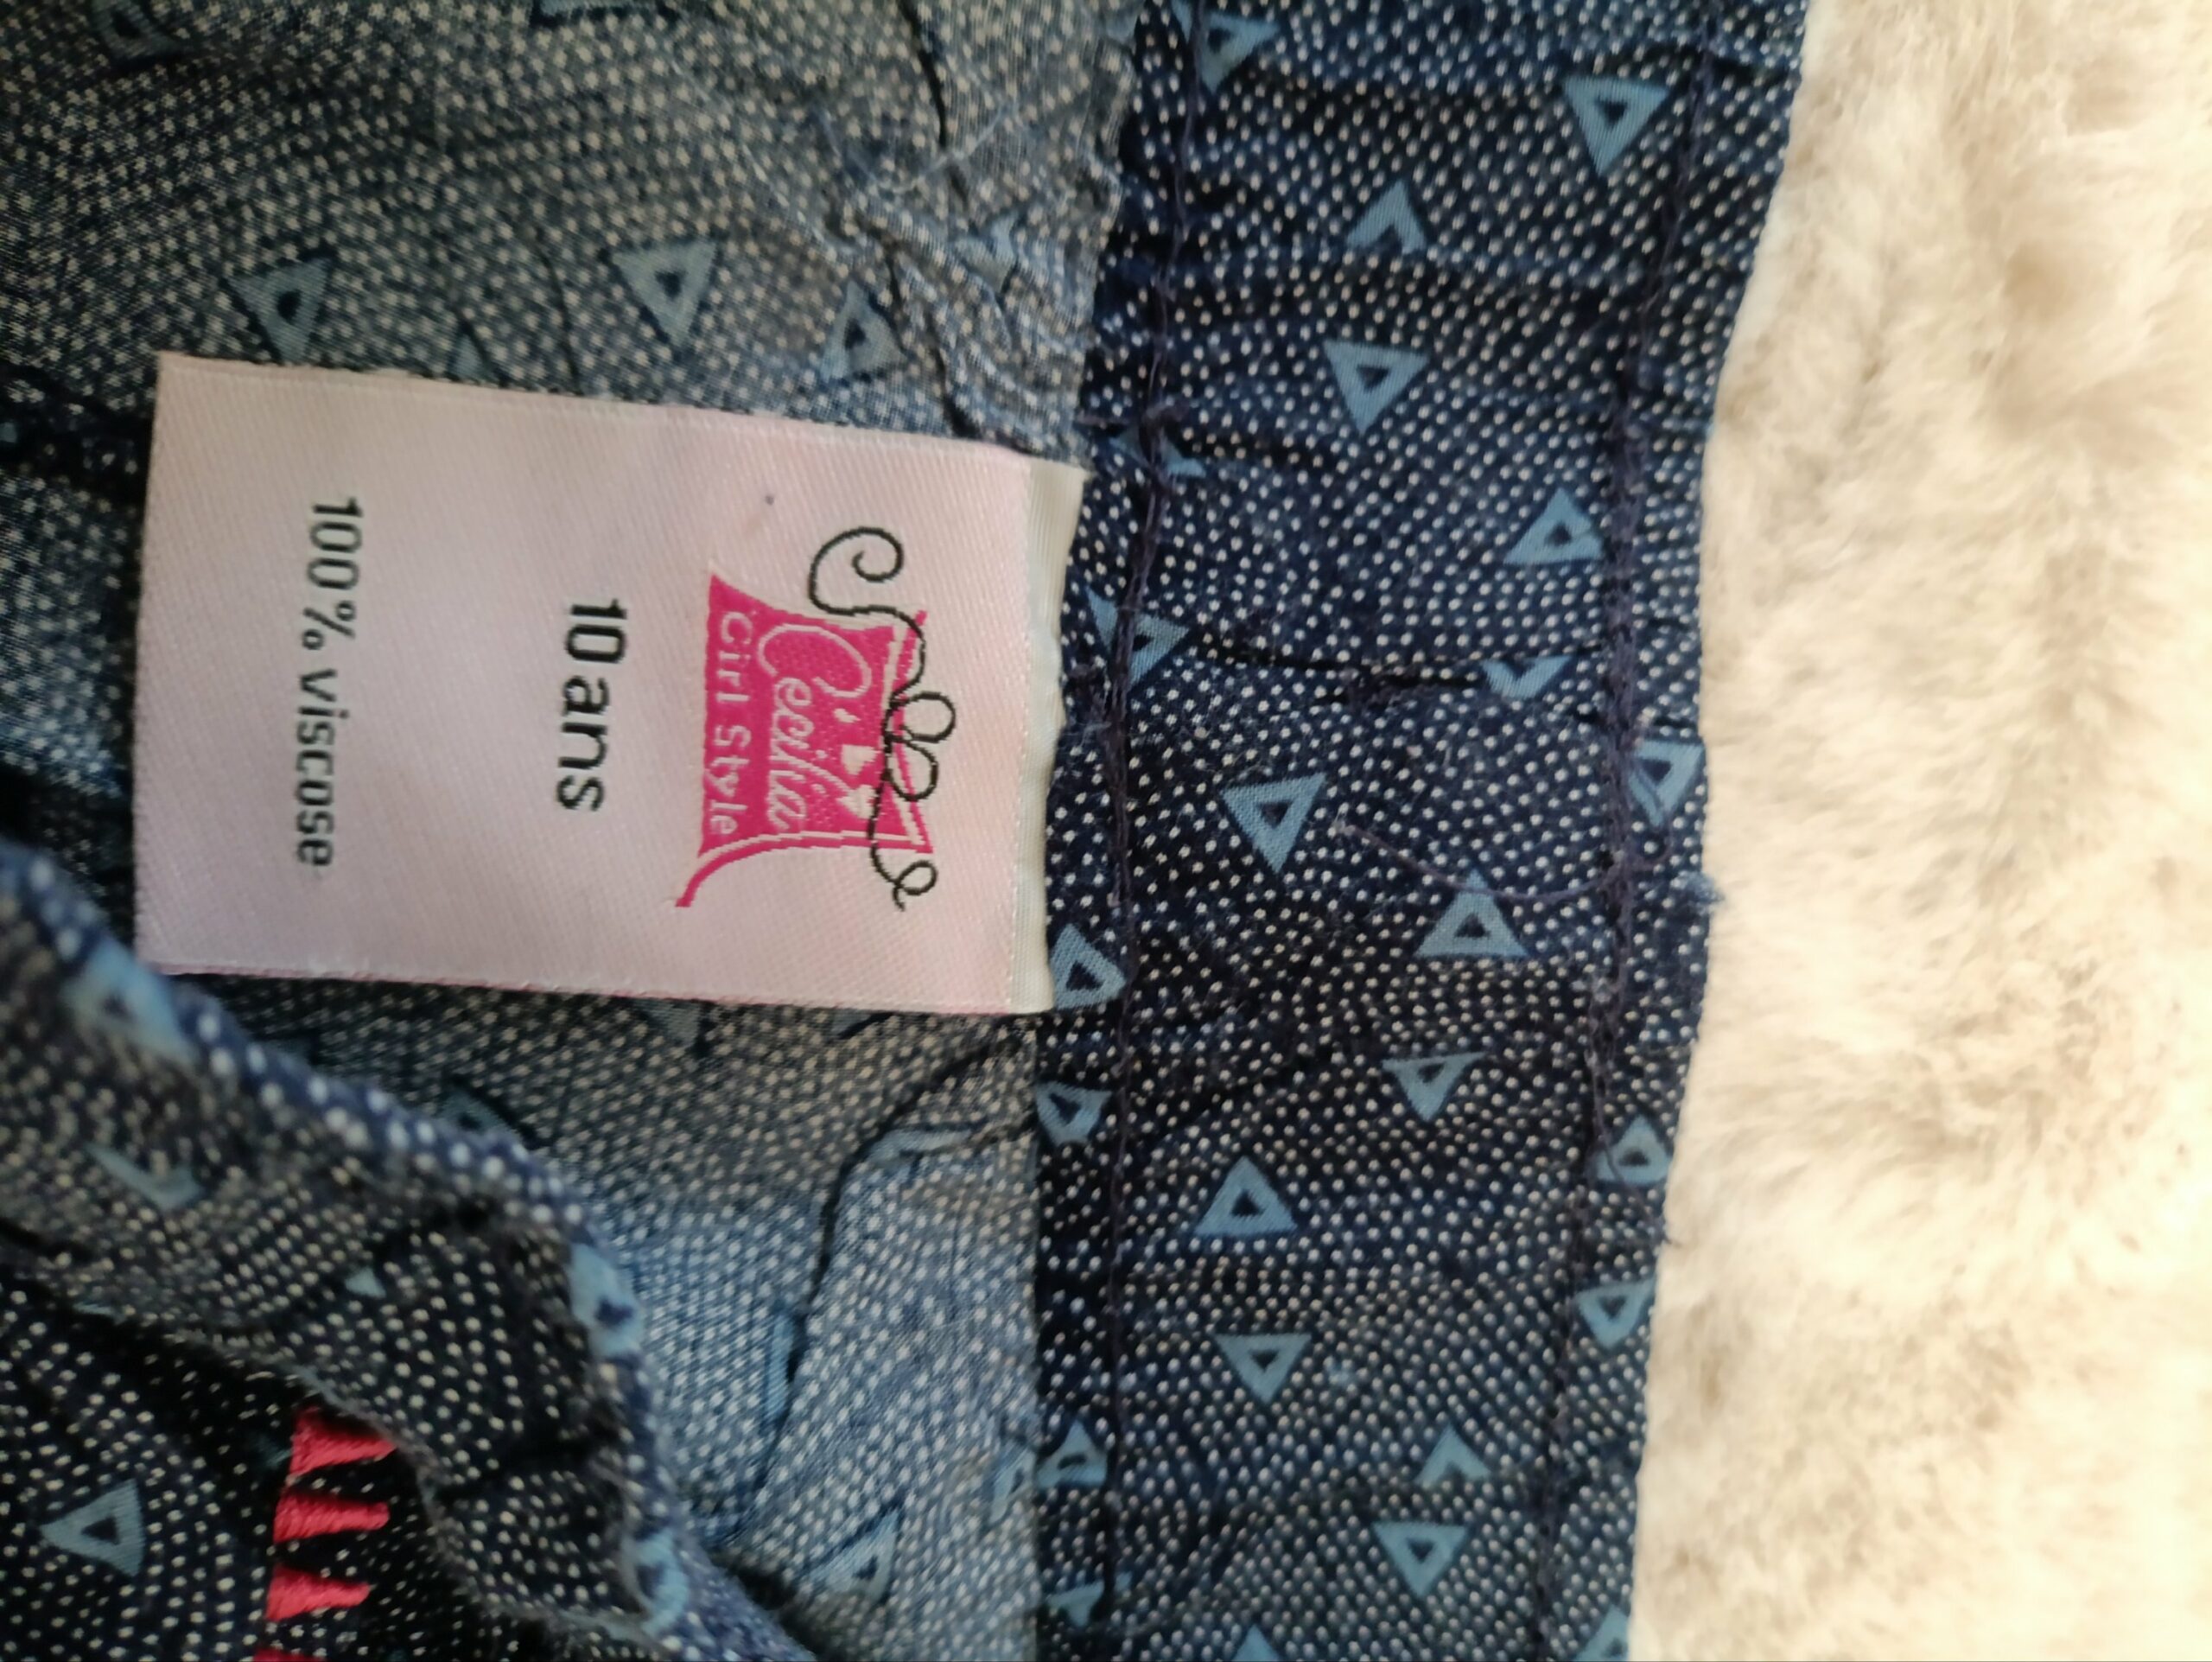 Cecilia
Girl Style
10 ans
100% viscose